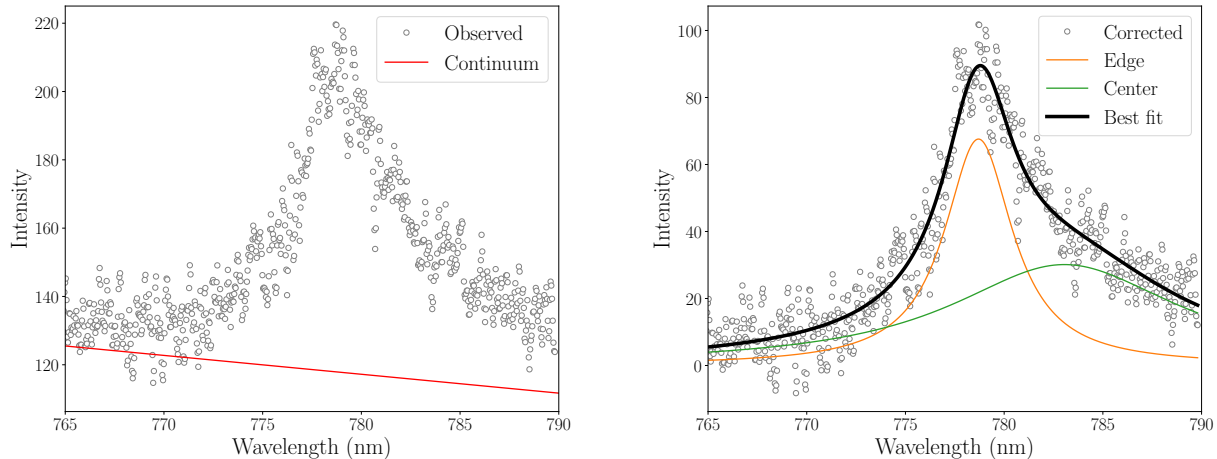 220
200
180
160
140
120
Intensity
765
770
775
780
785
790
Wavelength (nm)
Observed
Continuum
100
80
60
40
20
0
Intensity
765
770
775
780
785
790
Wavelength (nm)
Corrected
Edge
Center
Best fit